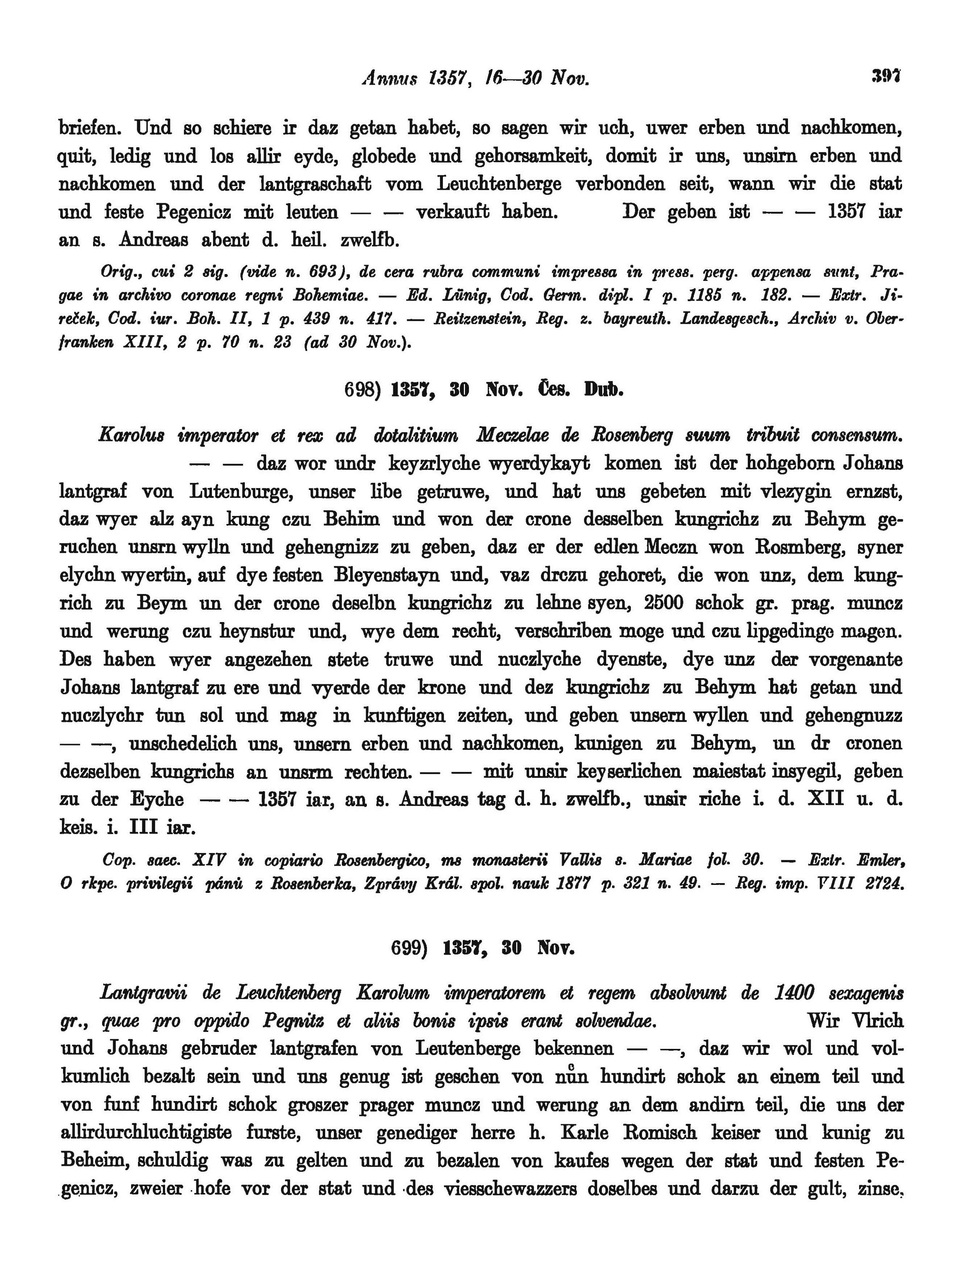 Annus 1357, 16—30 Nov. 397
briefen. Und so schiere ir daz getan habet, so sagen wir uch, uwer erben und nachkomen,
quit, ledig und los allir eyde, globede und gehorsamkeit, domit ir uns, unsirn erben und
nachkomen und der lantgraschaft vom Leuchtenberge verbonden seit, wann wir die stat
und feste Pegenicz mit leuten — — verkauft haben. Der geben ist — — 1357 iar
an s. Andreas abent d. heil. zwelfb.
Orig., cui 2 sig. (vide n. 693), de cera rubra communi impressa in press. perg. appensa sunt, Pra-
gae in archivo coronae regni Bohemiae. — Ed. Lünig, Cod. Germ. dipl. I p. 1185 n. 182. — Extr. Ji-
reček, Cod. iur. Boh. II, 1 p. 439 n. 417. — Reitzenstein, Reg. z. bayreuth. Landesgesch., Archiv v. Ober-
franken XIII, 2 p. 70 n. 23 (ad 30 Nov.).
698) 1357, 30 Nov. Čes. Dub.
Karolus imperator et rex ad dotalitium Meczelae de Rosenberg suum tribuit consensum.
— — daz wor undr keyzrlyche wyerdykayt komen ist der hohgeborn Johans
lantgraf von Lutenburge, unser libe getruwe, und hat uns gebeten mit vlezygin ernzst,
daz wyer alz ayn kung czu Behim und won der crone desselben kungrichz zu Behym ge-
ruchen unsrn wylln und gehengnizz zu geben, daz er der edlen Meczn won Rosmberg, syner
elychn wyertin, auf dye festen Bleyenstayn und, vaz drczu gehoret, die won unz, dem kung-
rich zu Beym un der crone deselbn kungrichz zu lehne syen, 2500 schok gr. prag. muncz
und werung czu heynstur und, wye dem recht, verschriben moge und czu lipgedinge magen.
Des haben wyer angezehen stete truwe und nuczlyche dyenste, dye unz der vorgenante
Johans lantgraf zu ere und vyerde der krone und dez kungrichz zu Behym hat getan und
nuczlychr tun sol und mag in kunftigen zeiten, und geben unsern wyllen und gehengnuzz
— —, unschedelich uns, unsern erben und nachkomen, kunigen zu Behym, un dr cronen
dezselben kungrichs an unsrm rechten. — — mit unsir keyserlichen maiestat insyegil, geben
zu der Eyche — — 1357 iar, an s. Andreas tag d. h. zwelfb., unsir riche i. d. XII u. d.
keis. i. III iar.
Cop. saec. XIV in copiario Rosenbergico, ms monasterii Vallis s. Mariae fol. 30. — Extr. Emler,
O rkpe. privilegií pánů z Rosenberka, Zprávy Král. spol. nauk 1877 p. 321 n. 49. — Reg. imp. VIII 2724.
699) 1357, 30 Nov.
Lantgravii de Leuchtenberg Karolum imperatorem et regem absolvunt de 1400 sexagenis
gr., quae pro oppido Pegnitz et aliis bonis ipsis erant solvendae. Wir Vlrich
und Johans gebruder lantgrafen von Leutenberge bekennen — —, daz wir wol und vol-
kumlich bezalt sein und uns genug ist geschen von nůn hundirt schok an einem teil und
von funf hundirt schok groszer prager muncz und werung an dem andirn teil, die uns der
allirdurchluchtigiste furste, unser genediger herre h. Karle Romisch keiser und kunig zu
Beheim, schuldig was zu gelten und zu bezalen von kaufes wegen der stat und festen Pe-
genicz, zweier hofe vor der stat und des viesschewazzers doselbes und darzu der gult, zinse,